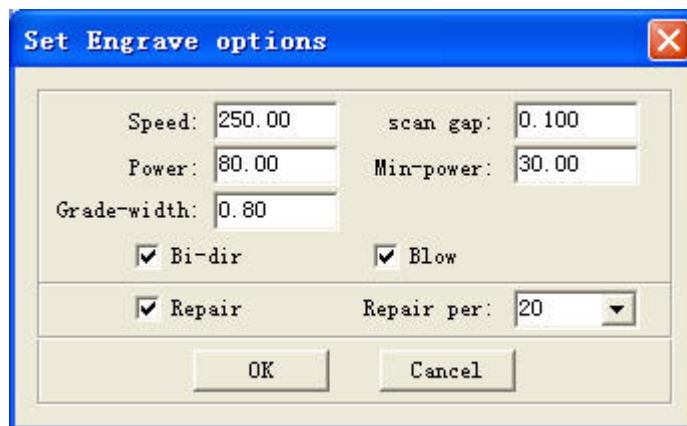 Set Engrave options
Speed: 250.00 scan gap: 0.100
Power: 80.00 Min-power: 30.00
Grade-width: 0.80
Bi-dir Blow
Repair Repair per: 20
OK Cancel